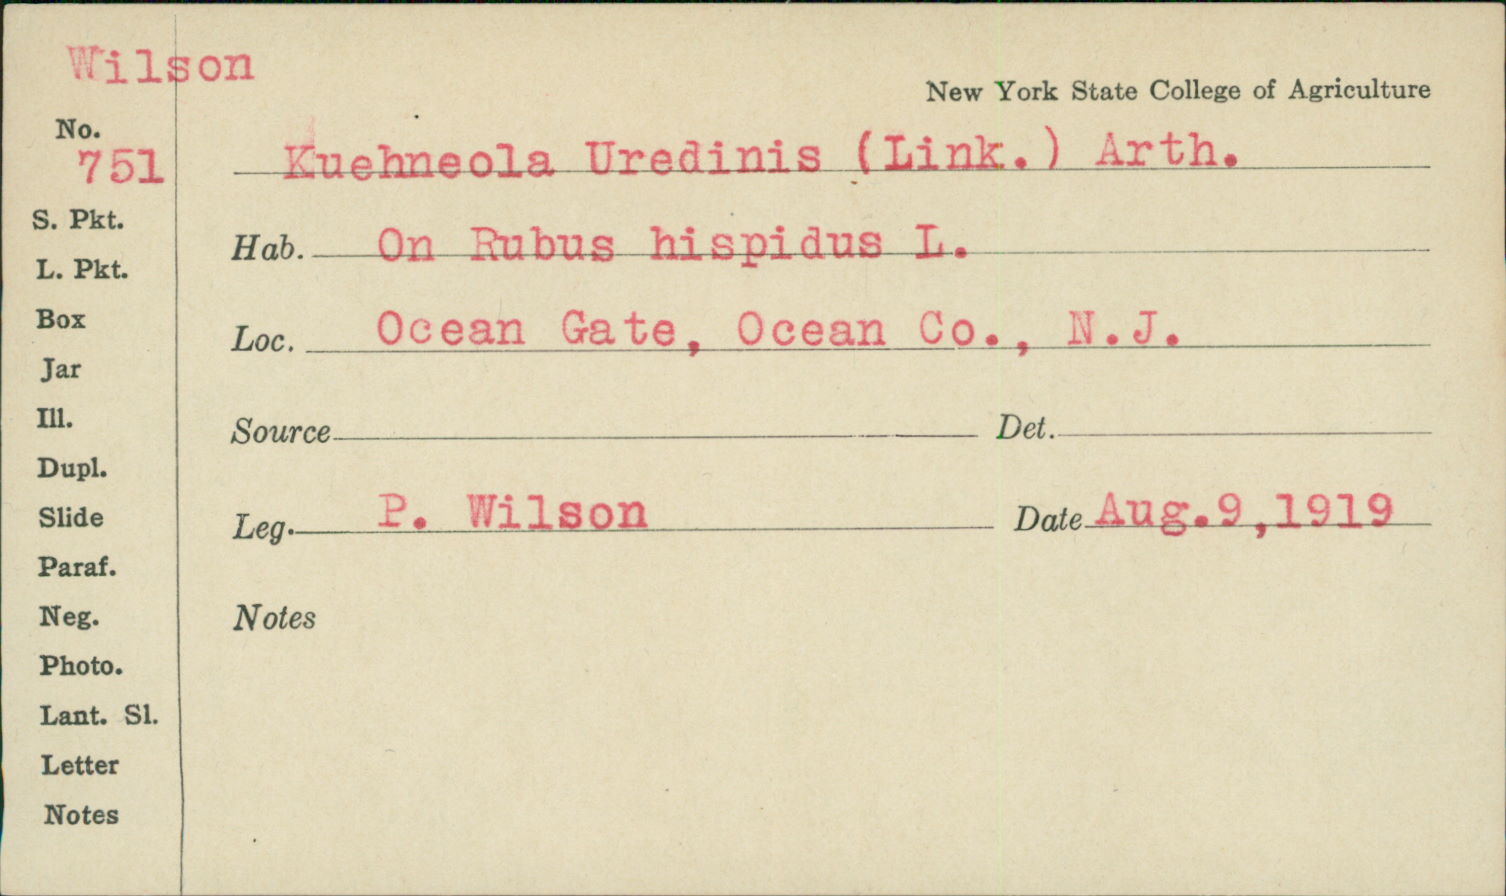 Wilson
New York State College of Agriculture
No.
751
Kuehneola Uredinis (Link.) Arth.
S. Pkt.
Hab. On Rubus hispidus L.
L. Pkt.
Box
Loc. Ocean Gate, Ocean Co., N.J.
Jar
Ill.
Source Det.
Dupl.
Slide
Leg. P. Wilson Date Aug.9,1919
Paraf.
Neg.
Notes
Photo.
Lant. Sl.
Letter
Notes